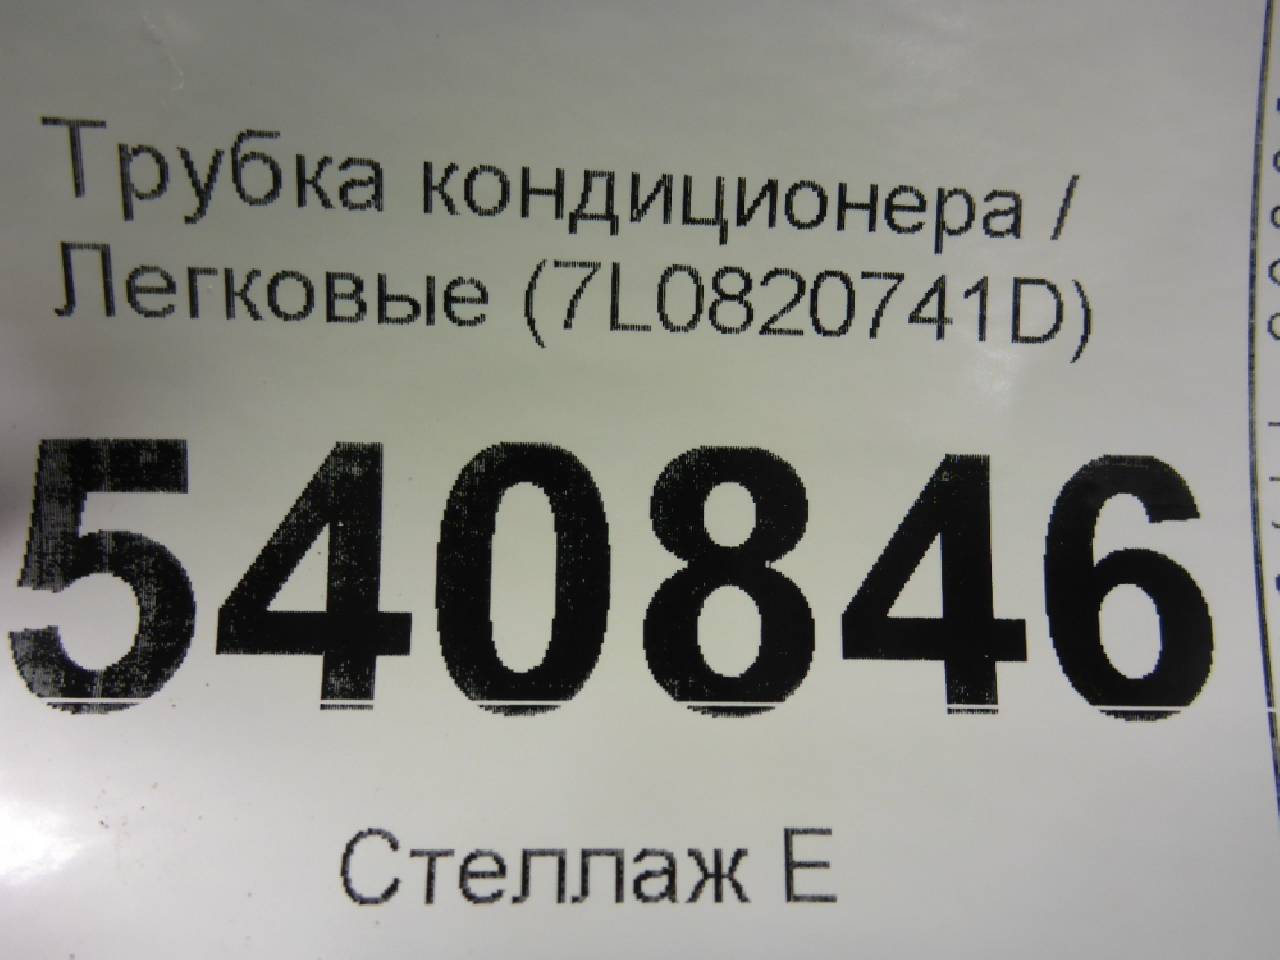 Трубка кондиционера /
Легковые (7L0820741D)
540846
Стеллаж Е